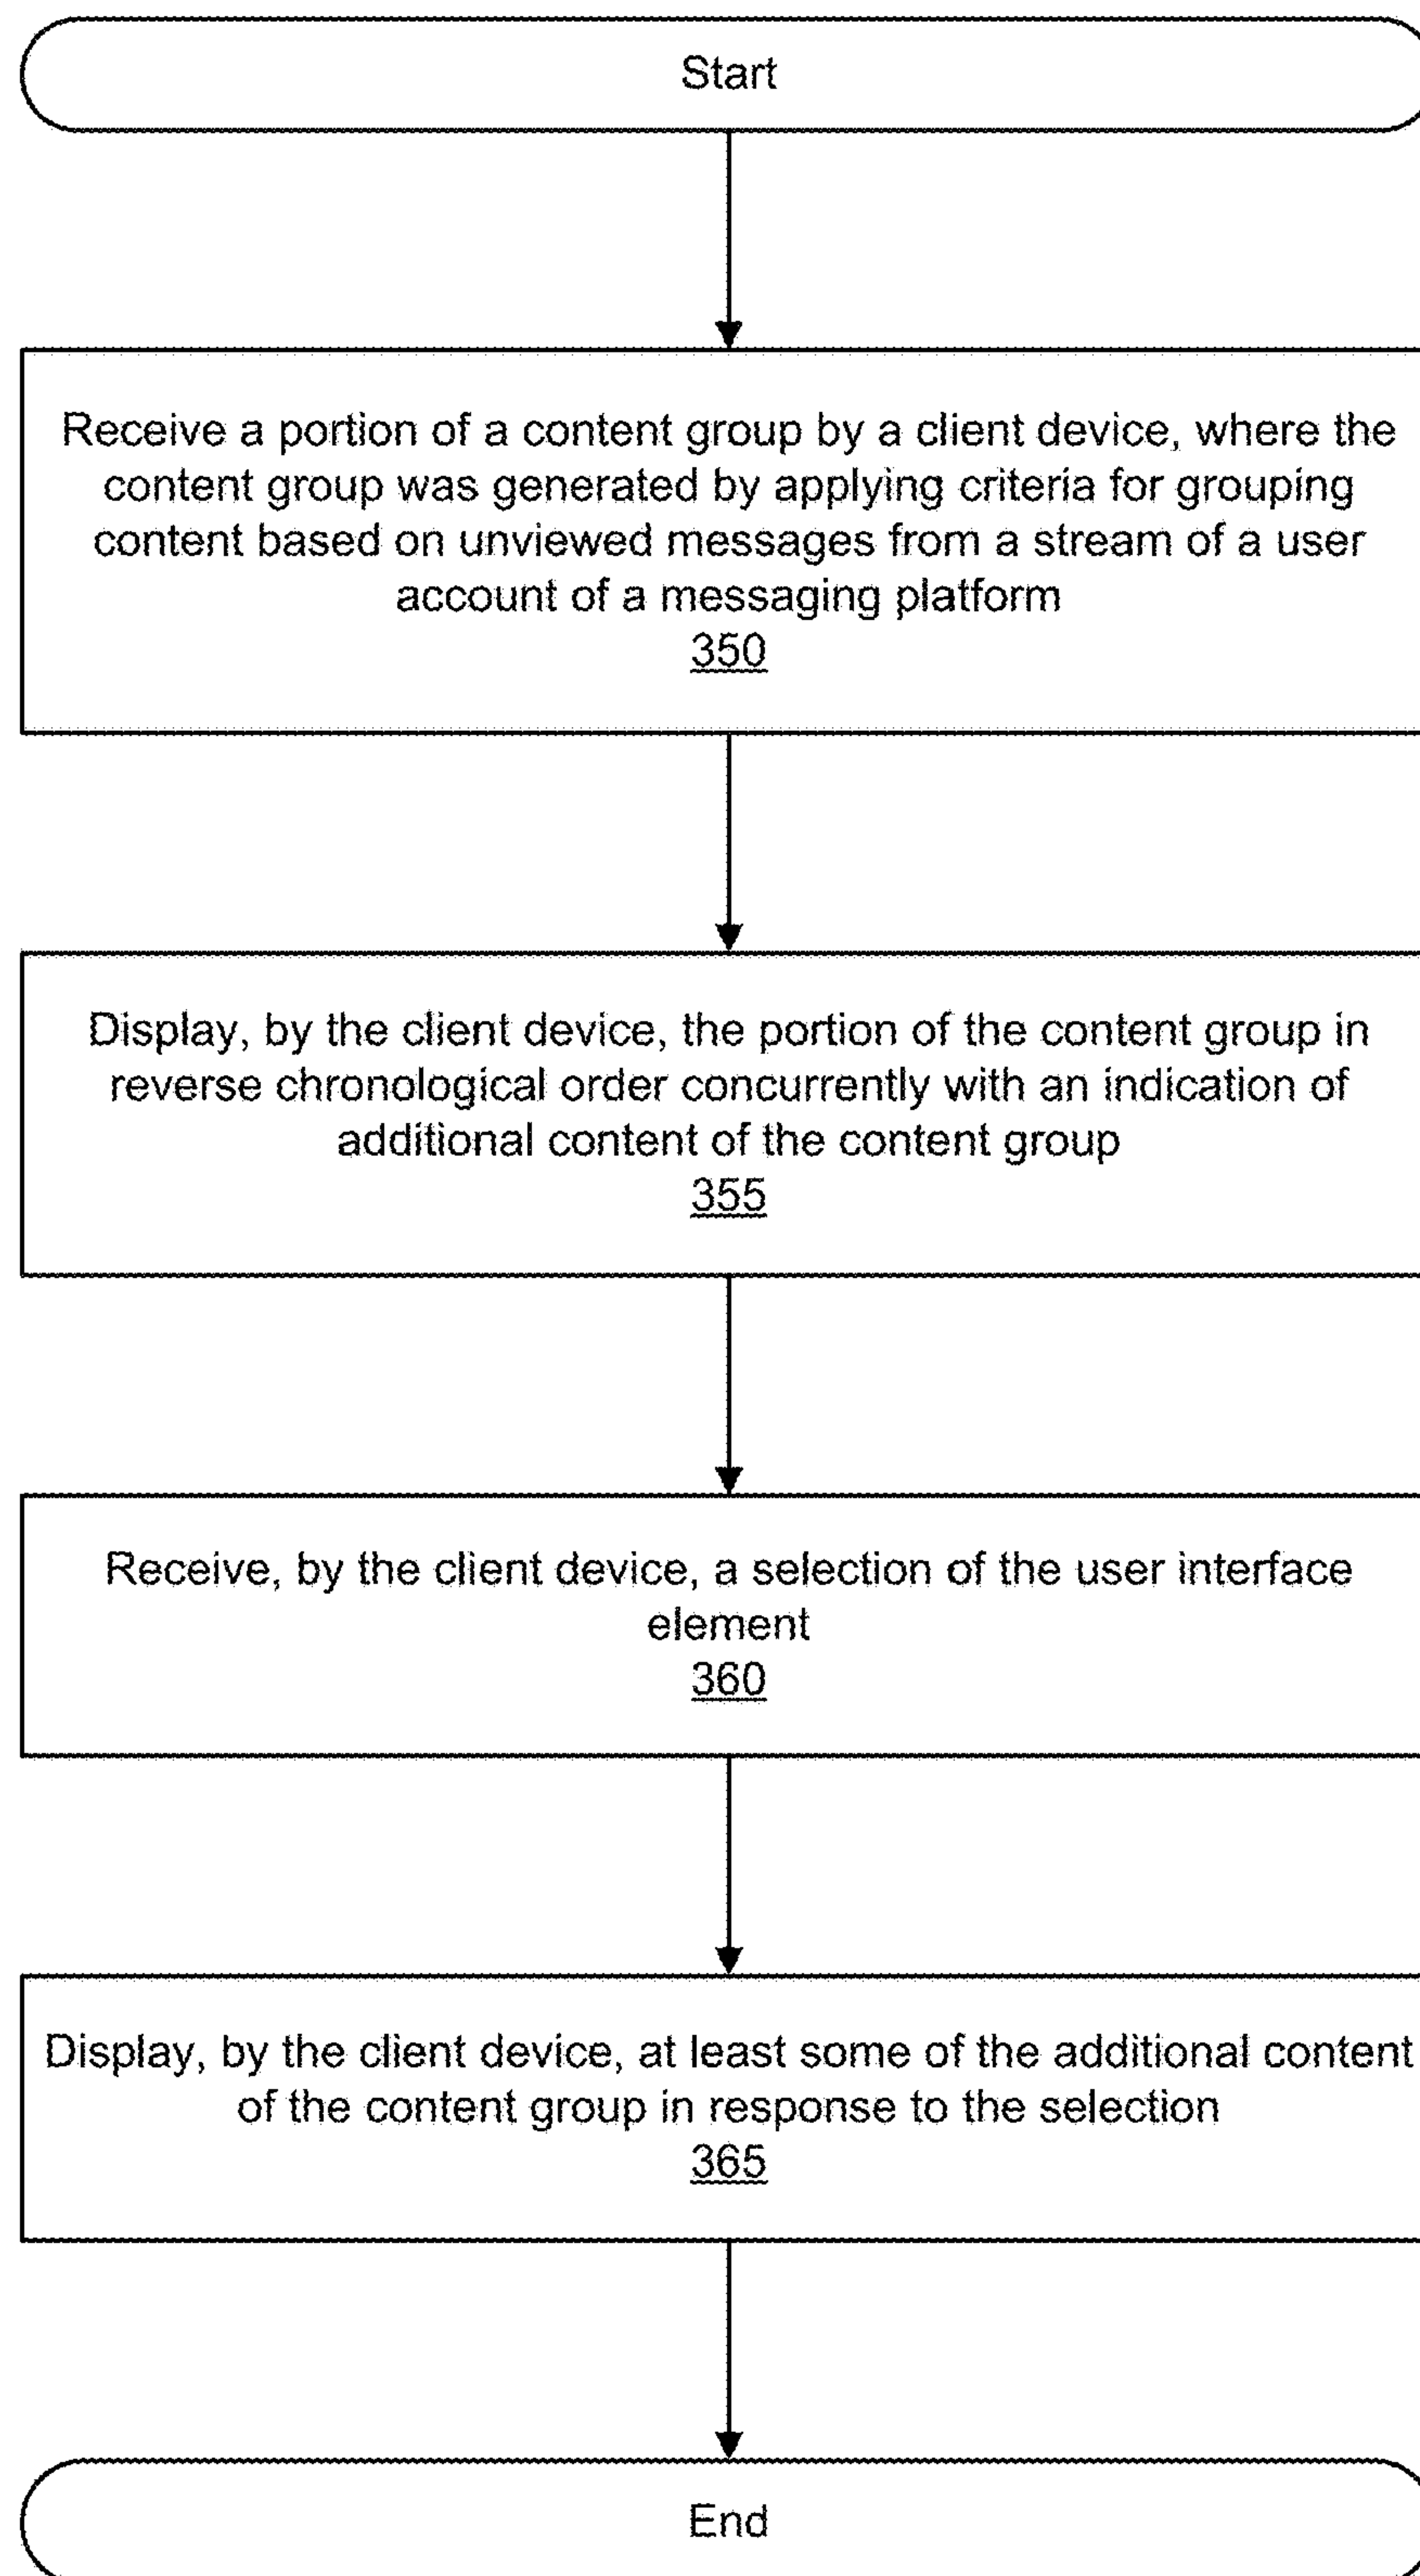 Start
Receive a portion of a content group by a client device, where the
content group was generated by applying criteria for grouping
content based on unviewed messages from a stream of a user
account of a messaging platform
350
Display, by the client device, the portion of the content group in
reverse chronological order concurrently with an indication of
additional content of the content group
355
Receive, by the client device, a selection of the user interface
element
360
Display, by the client device, at least some of the additional content
of the content group in response to the selection
365
End